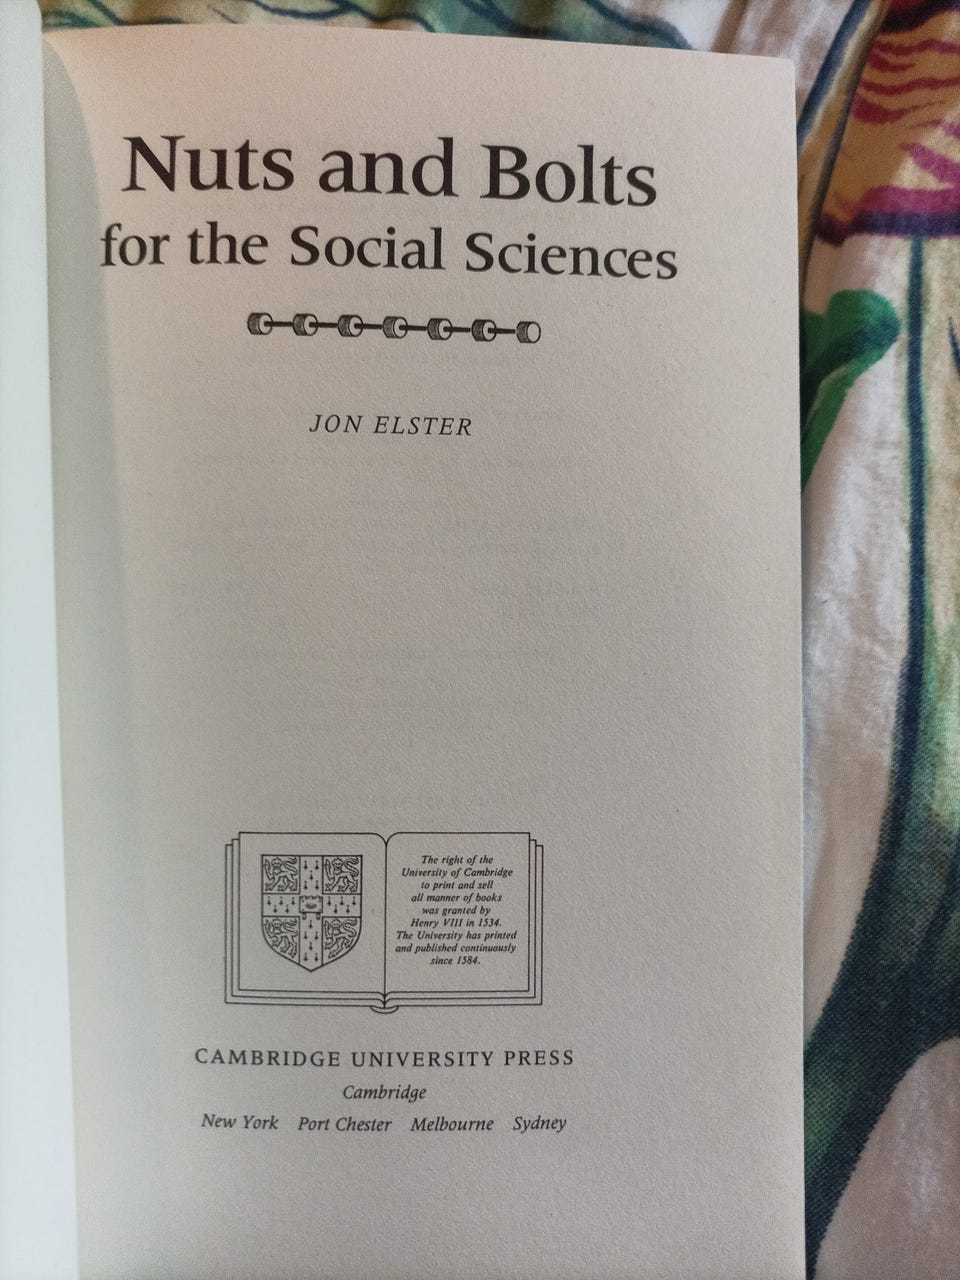 Nuts and Bolts
for the Social Sciences
JON ELSTER
The right of the
University of Cambridge
to print and sell
all manner of books
was granted by
Henry VIII in 1534.
The University has printed
and published continuously
since 1584.
CAMBRIDGE UNIVERSITY PRESS
Cambridge
New York Port Chester Melbourne Sydney